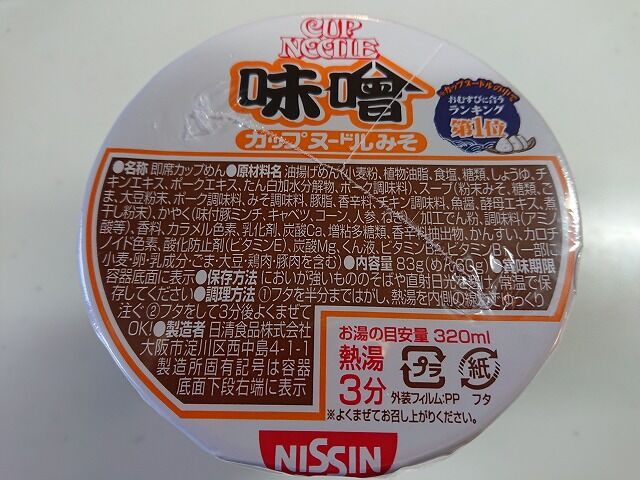 CUP
NOODLE
味噌
カップヌードルみそ
カップヌードルの中で
おむすびに合う
ランキング
第1位
●名称 即席カップめん●原材料名 油揚げめん(小麦粉、植物油脂、食塩、糖類、しょうゆ、チ
キンエキス、ポークエキス、たん白加水分解物、ポーク調味料)、スープ(粉末みそ、糖類、ご
ま、大豆粉末、ポーク調味料、みそ調味料、豚脂、香辛料、チキン調味料、魚醤、酵母エキス、煮
干し粉末)、かやく(味付豚ミンチ、キャベツ、コーン、人参、ねぎ)/加工でん粉、調味料(アミノ
酸等)、香料、カラメル色素、乳化剤、炭酸Ca、増粘多糖類、香辛料抽出物、かんすい、カロチ
ノイド色素、酸化防止剤(ビタミンE)、炭酸Mg、くん液、ビタミン (一部に
小麦・卵・乳成分・ごま・大豆・鶏肉・豚肉を含む)●内容量 83g(めん60g)●賞味期限
容器底面に表示●保存方法 においが強いもののそばや直射日光 常温で保
存してください●調理方法 ①フタを半分まではがし、熱湯を内側の線 ゆっくり
注ぐ ②フタをして3分後よくまぜて
OK!●製造者 日清食品株式会社
大阪市淀川区西中島4-1-1
製造所固有記号は容器
底面下段右端に表示
お湯の目安量 320ml
熱湯
3分
プラ
紙
外装フィルム:PP フタ
※よくまぜてお召し上がりください。
NISSIN